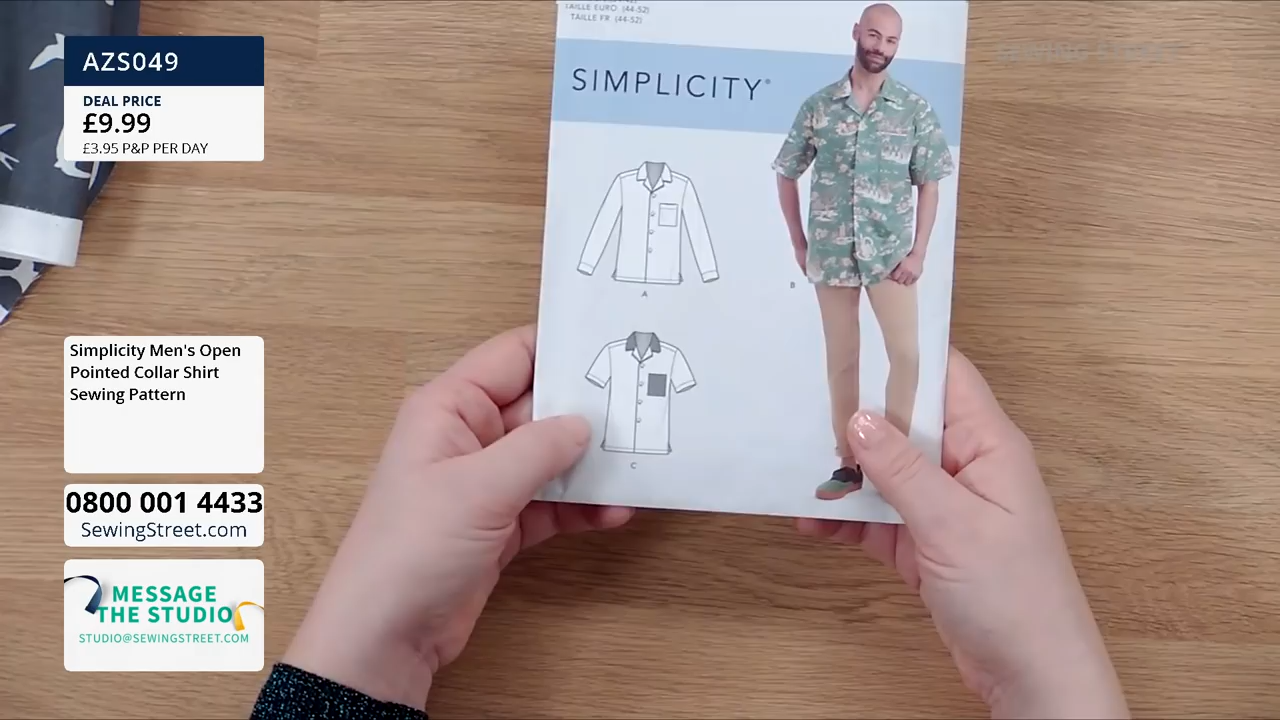 AZS049
DEAL PRICE
£9.99
£3.95 P&P PER DAY
Simplicity Men's Open
Pointed Collar Shirt
Sewing Pattern
0800 001 4433
SewingStreet.com
MESSAGE
THE STUDIO
STUDIO@SEWINGSTREET.COM
TAILLE EURO (44-52)
TAILLE FR. (44-52)
SIMPLICITY®
A
B
C